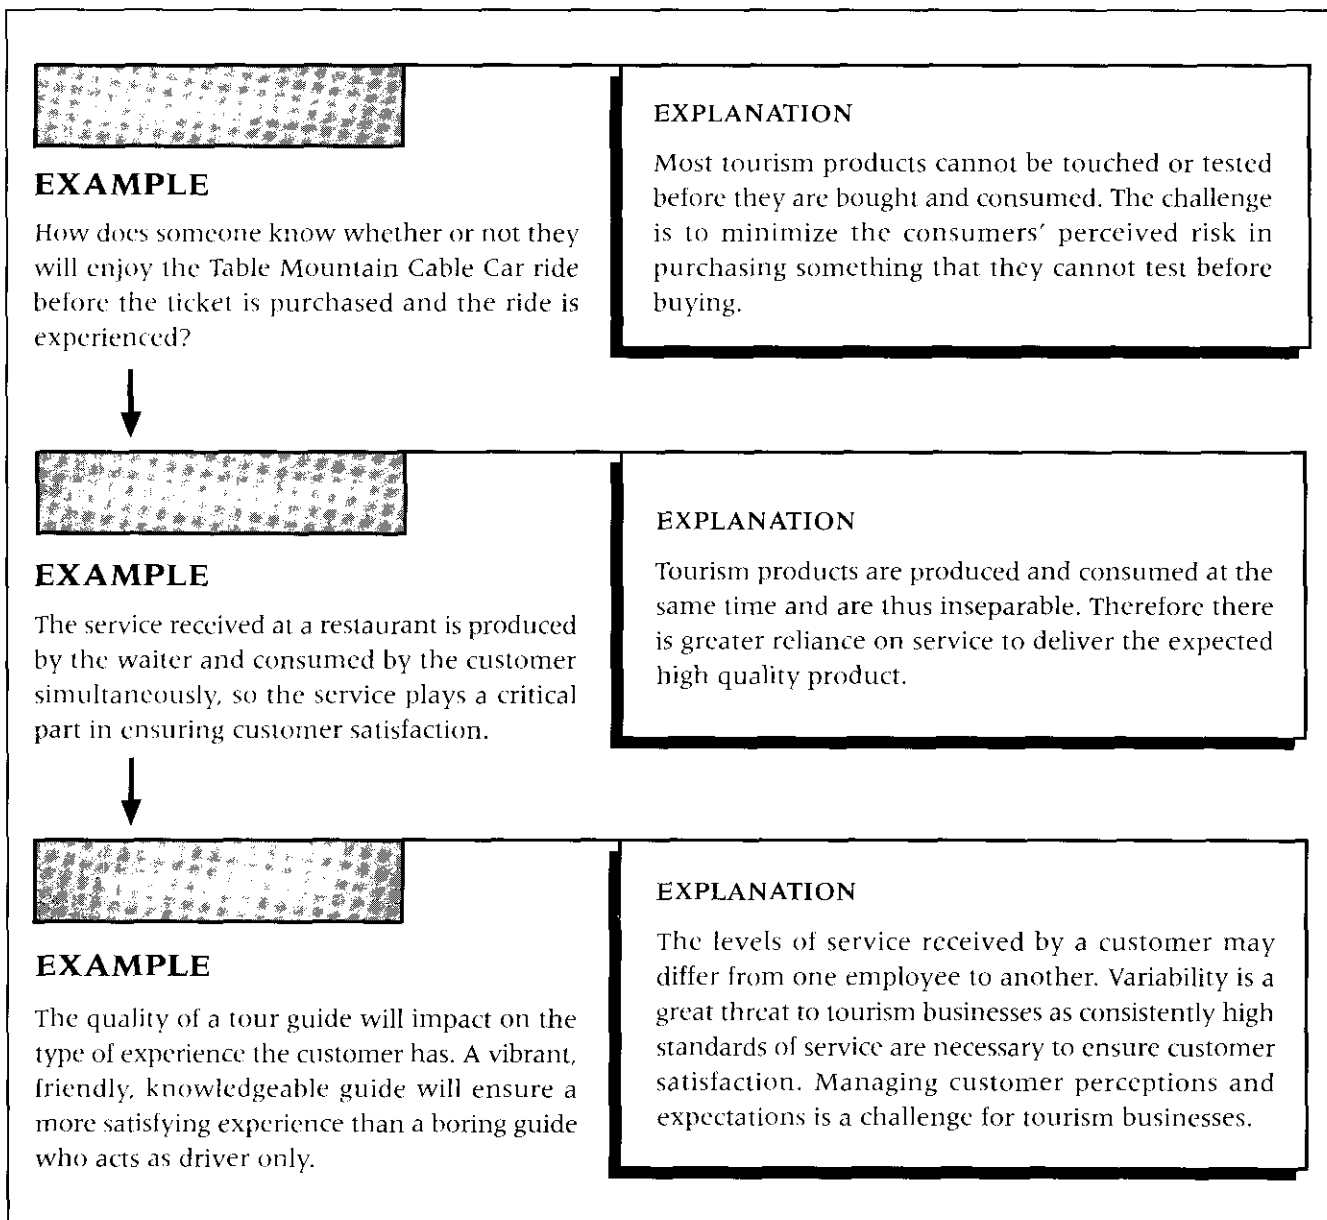 EXAMPLE
How does someone know whether or not they
will enjoy the Table Mountain Cable Car ride
before the ticket is purchased and the ride is
experienced?
EXPLANATION
Most tourism products cannot be touched or tested
before they are bought and consumed. The challenge
is to minimize the consumers' perceived risk in
purchasing something that they cannot test before
buying.
EXAMPLE
The service received at a restaurant is produced
by the waiter and consumed by the customer
simultaneously, so the service plays a critical
part in ensuring customer satisfaction.
EXPLANATION
Tourism products are produced and consumed at the
same time and are thus inseparable. Therefore there
is greater reliance on service to deliver the expected
high quality product.
EXAMPLE
The quality of a tour guide will impact on the
type of experience the customer has. A vibrant,
friendly, knowledgeable guide will ensure a
more satisfying experience than a boring guide
who acts as driver only.
EXPLANATION
The levels of service received by a customer may
differ from one employee to another. Variability is a
great threat to tourism businesses as consistently high
standards of service are necessary to ensure customer
satisfaction. Managing customer perceptions and
expectations is a challenge for tourism businesses.